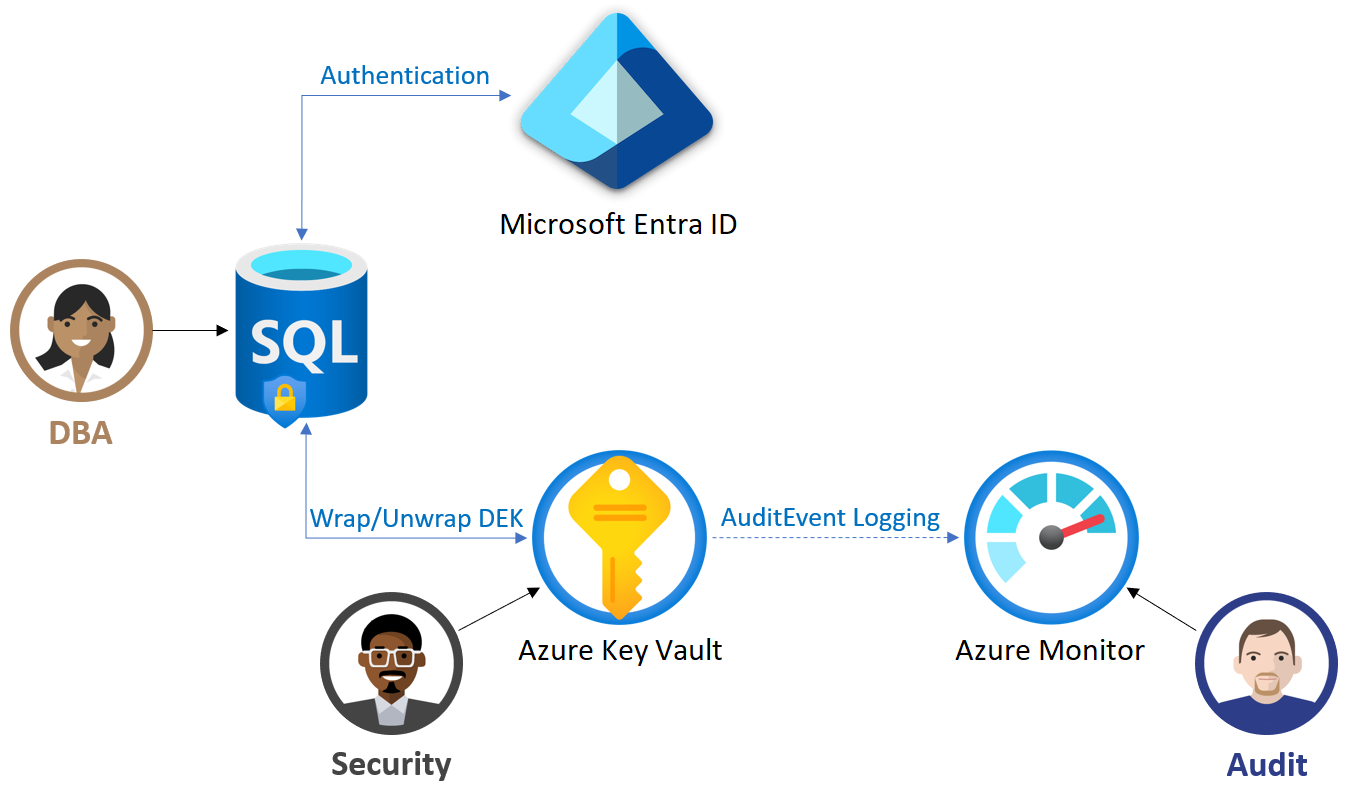 Authentication
Microsoft Entra ID
SQL
DBA
Wrap/Unwrap DEK
AuditEvent Logging
Azure Key Vault
Azure Monitor
Security
Audit